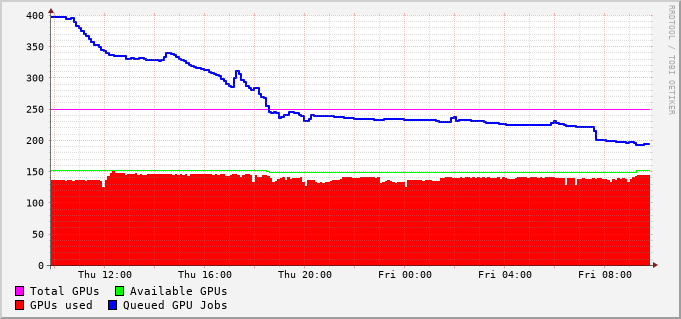 RRDTOOL / TOBI OETIKER
400
350
300
250
200
150
100
50
0
Thu 12:00 Thu 16:00 Thu 20:00 Fri 00:00 Fri 04:00 Fri 08:00
Total GPUs Available GPUs
GPUs used Queued GPU Jobs